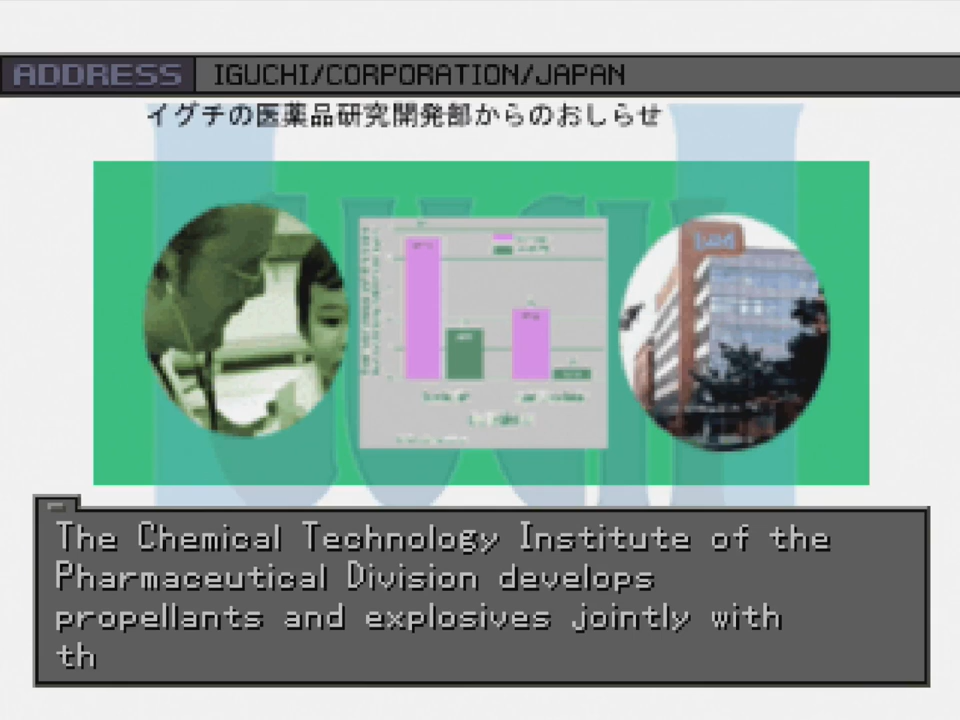 ADDRESS IGUCHI/CORPORATION/JAPAN
イグチの医薬品研究開発部からのおしらせ
The Chemical Technology Institute of the
Pharmaceutical Division develops
propellants and explosives jointly with
th